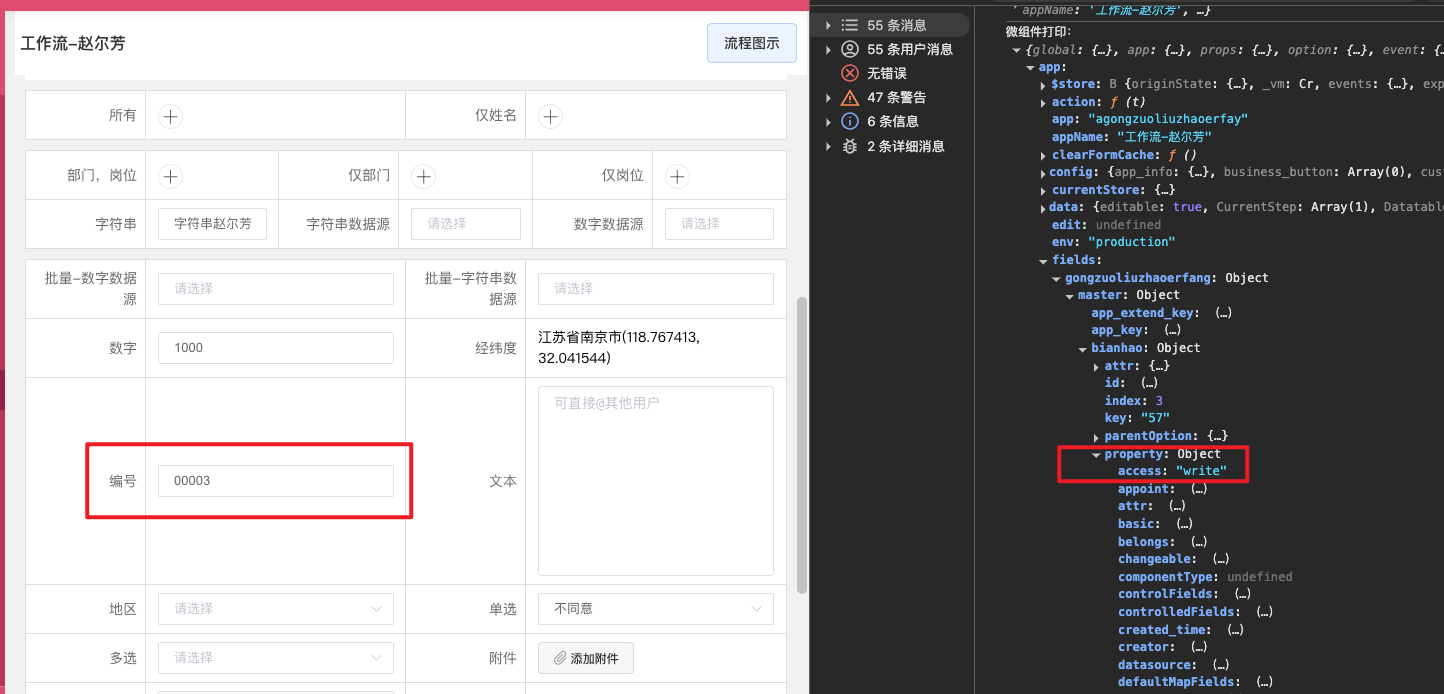 工作流-赵尔芳
流程图示
所有
仅姓名
部门，岗位
仅部门
仅岗位
字符串
字符串赵尔芳
字符串数据源
请选择
数字数据源
请选择
批量-数字数据源
请选择
批量-字符串数据源
请选择
数字
1000
经纬度
江苏省南京市(118.767413,
32.041544)
编号
00003
文本
可直接@其他用户
地区
请选择
单选
不同意
多选
请选择
附件
添加附件
55 条消息
55 条用户消息
无错误
47 条警告
6 条信息
2 条详细消息
appName: '工作流-赵尔芳', …}
微组件打印:
{global: {…}, app: {…}, props: {…}, option: {…}, event: {…
app:
$store: B {originState: {…}, _vm: Cr, events: {…}, exp
action: ƒ (t)
app: "agongzuoliuzhaoerfay"
appName: "工作流-赵尔芳"
clearFormCache: ƒ ()
config: {app_info: {…}, business_button: Array(0), cus
currentStore: {…}
data: {editable: true, CurrentStep: Array(1), Datatabl
edit: undefined
env: "production"
fields:
gongzuoliuzhaoerfang: Object
master: Object
app_extend_key: (…)
app_key: (…)
bianhao: Object
attr: {…}
id: (…)
index: 3
key: "57"
parentOption: {…}
property: Object
access: "write"
appoint: (…)
attr: (…)
basic: (…)
belongs: (…)
changeable: (…)
componentType: undefined
controlFields: (…)
controlledFields: (…)
created_time: (…)
creator: (…)
datasource: (…)
defaultMapFields: (…)